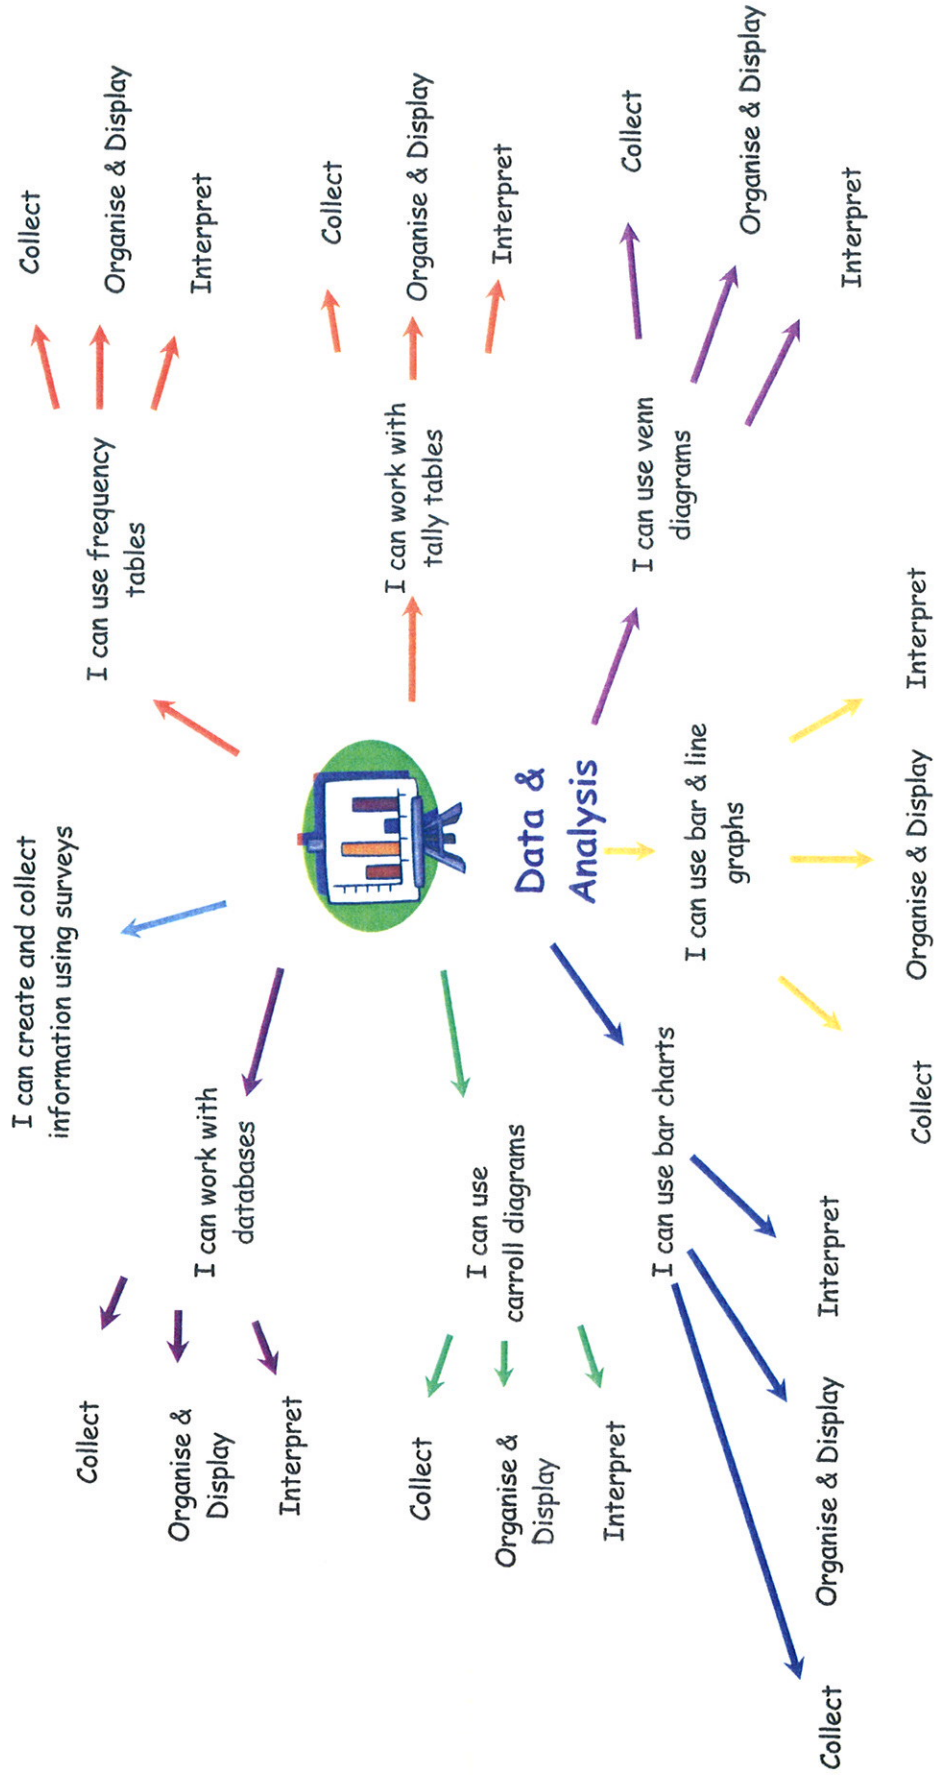 I can create and collect
information using surveys
I can use frequency
tables
Collect
Organise & Display
Interpret
I can work with
tally tables
Collect
Organise & Display
Interpret
I can use venn
diagrams
Collect
Organise & Display
Interpret
Data &
Analysis
I can use bar & line
graphs
Interpret
Organise & Display
Collect
I can use bar charts
Interpret
Organise & Display
Collect
I can use
carroll diagrams
Collect
Organise &
Display
Interpret
I can work with
databases
Collect
Organise &
Display
Interpret